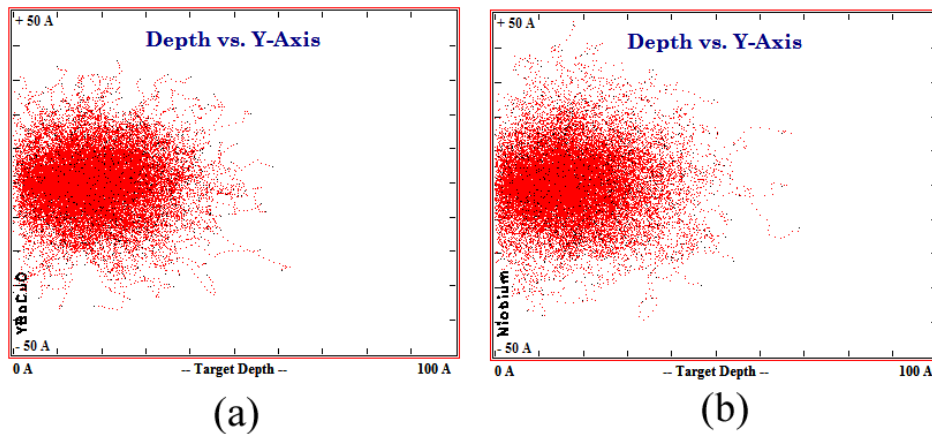 + 50 A
Depth vs. Y-Axis
YBaCuO
- 50 A
0 A
-- Target Depth --
100 A
(a)
+ 50 A
Depth vs. Y-Axis
Niobium
- 50 A
0 A
-- Target Depth --
100 A
(b)